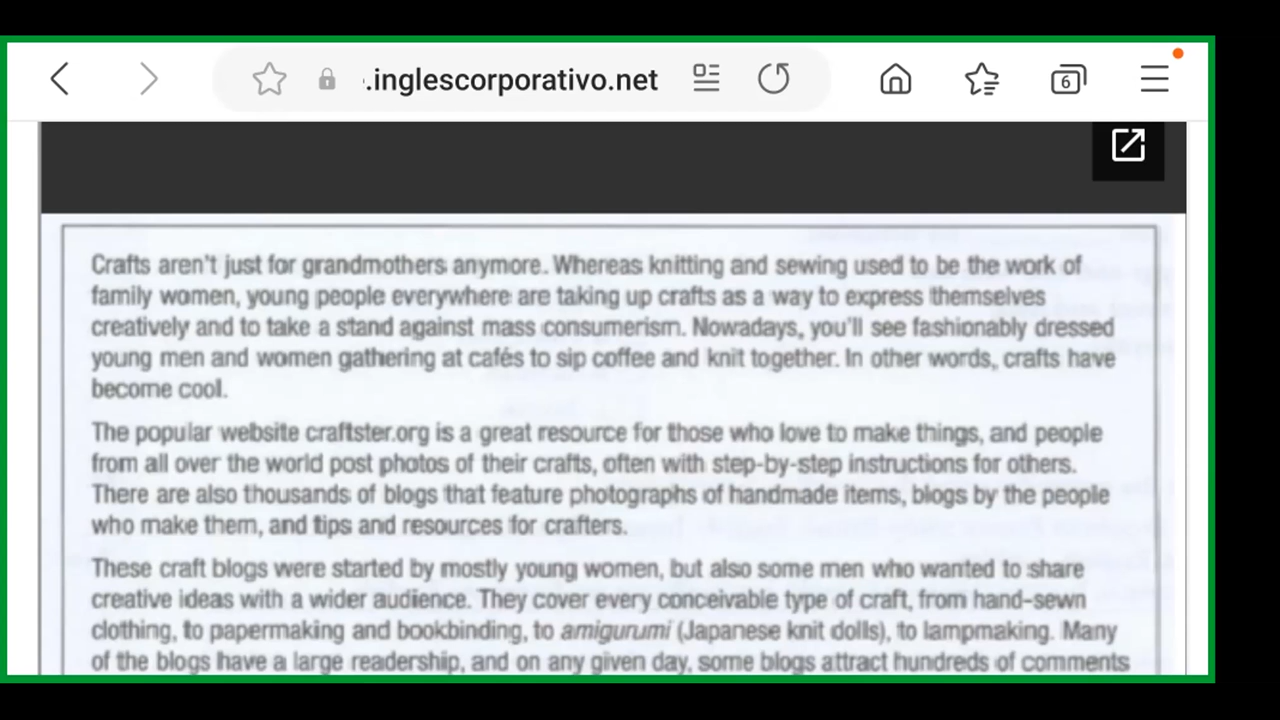 .inglescorporativo.net
6
Crafts aren't just for grandmothers anymore. Whereas knitting and sewing used to be the work of
family women, young people everywhere are taking up crafts as a way to express themselves
creatively and to take a stand against mass consumerism. Nowadays, you'll see fashionably dressed
young men and women gathering at cafés to sip coffee and knit together. In other words, crafts have
become cool.
The popular website craftster.org is a great resource for those who love to make things, and people
from all over the world post photos of their crafts, often with step-by-step instructions for others.
There are also thousands of blogs that feature photographs of handmade items, blogs by the people
who make them, and tips and resources for crafters.
These craft blogs were started by mostly young women, but also some men who wanted to share
creative ideas with a wider audience. They cover every conceivable type of craft, from hand-sewn
clothing, to papermaking and bookbinding, to amigurumi (Japanese knit dolls), to lampmaking. Many
of the blogs have a large readership, and on any given day, some blogs attract hundreds of comments